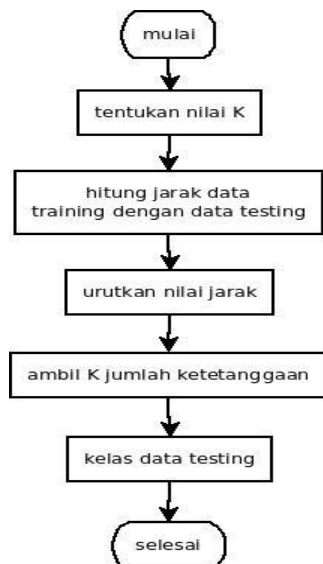 mulai
tentukan nilai K
hitung jarak data
training dengan data testing
urutkan nilai jarak
ambil K jumlah ketetanggaan
kelas data testing
selesai